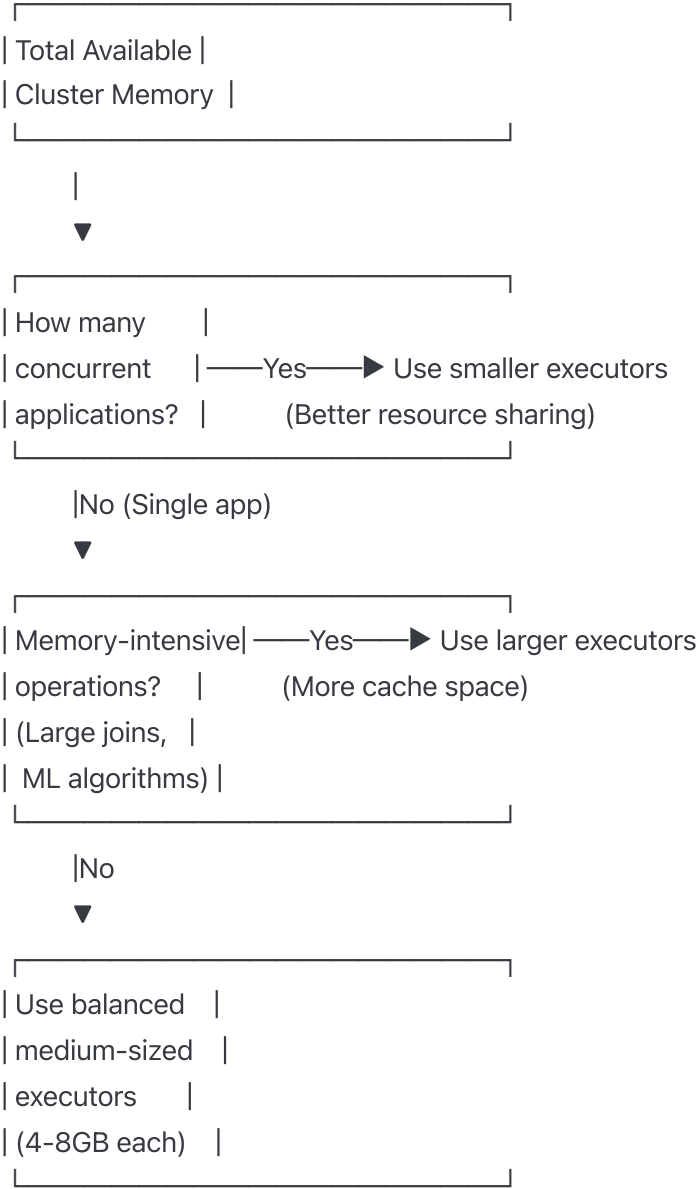 ┌──────────────────┐
│ Total Available │
│ Cluster Memory  │
└──────────────────┘
│
▼
┌──────────────────┐
│ How many        │
│ concurrent      │ ───Yes───▶ Use smaller executors
│ applications?   │           (Better resource sharing)
└──────────────────┘
│No (Single app)
▼
┌──────────────────┐
│ Memory-intensive│ ───Yes───▶ Use larger executors
│ operations?     │           (More cache space)
│ (Large joins,   │
│  ML algorithms) │
└──────────────────┘
│No
▼
┌──────────────────┐
│ Use balanced    │
│ medium-sized    │
│ executors       │
│ (4-8GB each)    │
└──────────────────┘